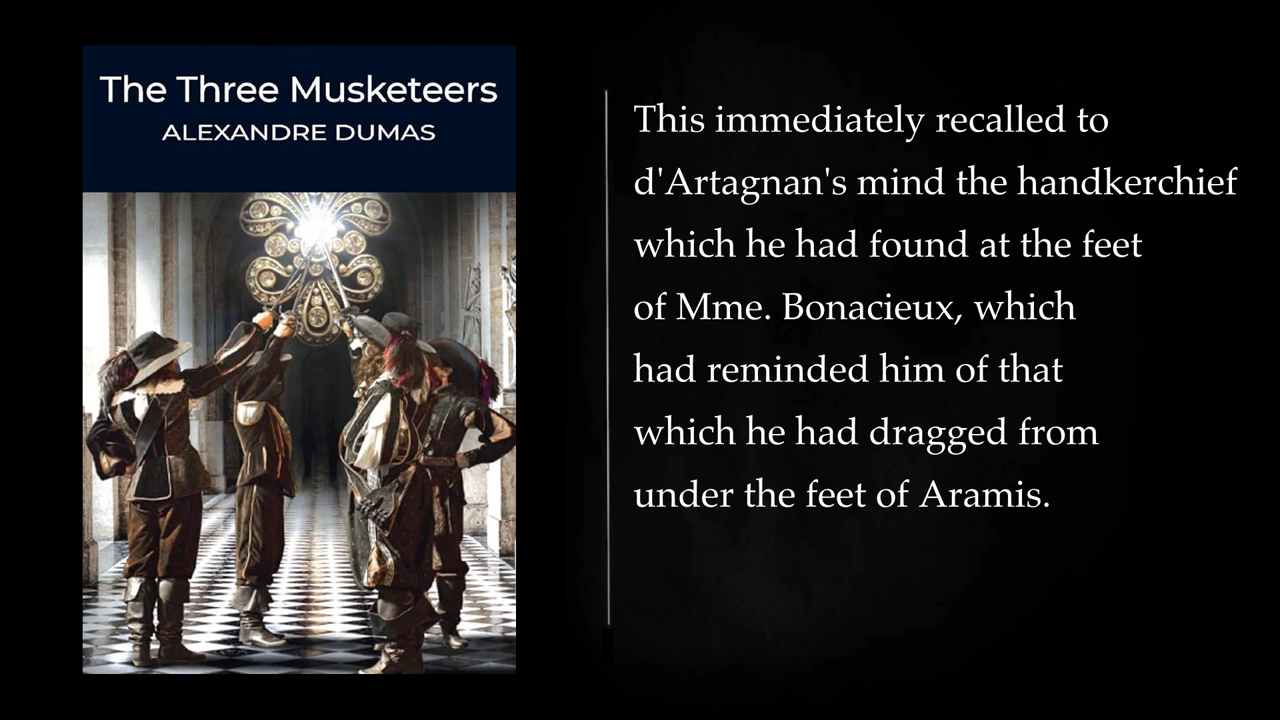 The Three Musketeers
ALEXANDRE DUMAS
This immediately recalled to
d'Artagnan's mind the handkerchief
which he had found at the feet
of Mme. Bonacieux, which
had reminded him of that
which he had dragged from
under the feet of Aramis.